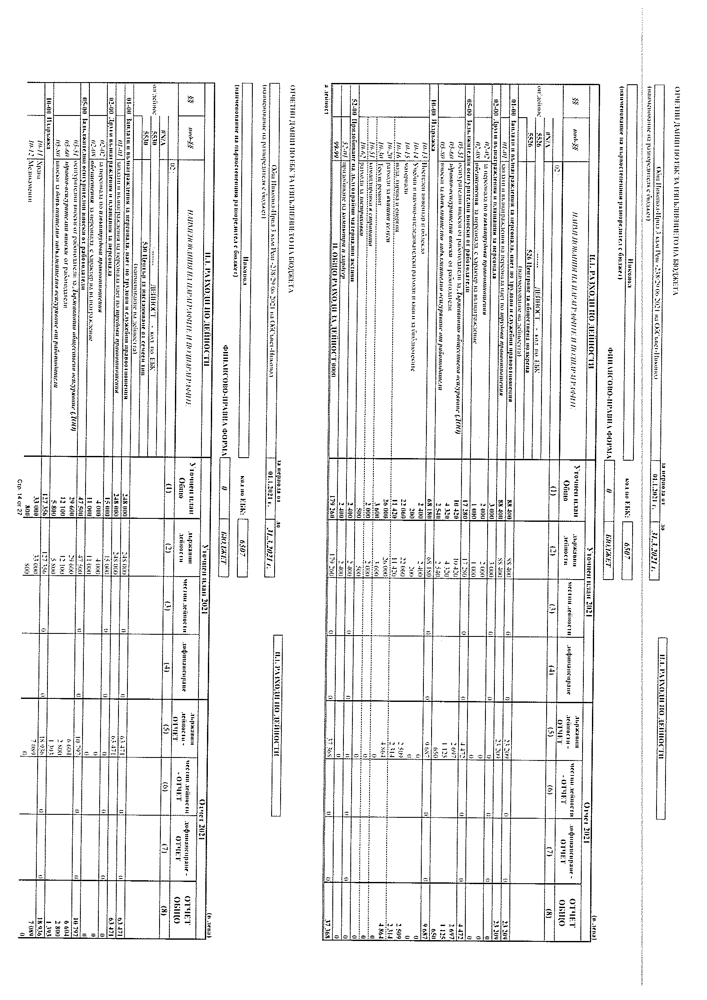 ОТЧЕТНИ ДАННИ ПО ЕБК ЗА ИЗПЪЛНЕНИЕТО НА БЮДЖЕТА
за периода от до
Общ Никопол-Прил 3 към Реш -238/29 06 2021 на ОбСъвет-Никопол 01.1.2021 г. 31.3.2021 г. II.1. РАЗХОДИ ПО ДЕЙНОСТИ
(наименование на разпоредителя с бюджет)
Никопол код по ЕБК: 6507
(наименование на първостепенния разпоредител с бюджет)
ФИНАНСОВО-ПРАВНА ФОРМА 0 БЮДЖЕТ
(в лева)
II.1. РАЗХОДИ ПО ДЕЙНОСТИ Уточнен план 2021 Отчет 2021
§§ под-§§ НАИМЕНОВАНИЯ НА ПАРАГРАФИТЕ И ПОДПАРАГРАФИТЕ Уточнен план Общо държавни дейности местни дейности дофинансиране държавни дейности - ОТЧЕТ местни дейности - ОТЧЕТ дофинансиране - ОТЧЕТ ОТЧЕТ ОБЩО
02: (1) (2) (3) (4) (5) (6) (7) (8)
#N/A
5526 ДЕЙНОСТ - код по ЕБК
5526 526 Центрове за обществена подкрепа
(наименование на дейността)
01-00 Заплати и възнаграждения за персонала, нает по трудови и служебни правоотношения 88 400 88 400 0 0 23 209 0 0 23 209
01-01 заплати и възнаграждения на персонала нает по трудови правоотношения 88 400 88 400 23 209 23 209
02-00 Други възнаграждения и плащания за персонала 3 000 3 000 0 0 0 0 0 0
02-02 за персонала по извънтрудови правоотношения 2 000 2 000 0 0
02-08 обезщетения за персонала, с характер на възнаграждение 1 000 1 000 0 0
05-00 Задължителни осигурителни вноски от работодатели 17 280 17 280 0 0 4 472 0 0 4 472
05-51 осигурителни вноски от работодатели за Държавното обществено осигуряване (ДОО) 10 420 10 420 2 697 2 697
05-60 здравно-осигурителни вноски от работодатели 4 320 4 320 1 125 1 125
05-80 вноски за допълнително задължително осигуряване от работодатели 2 540 2 540 650 650
10-00 Издръжка 68 180 68 180 0 0 9 687 0 0 9 687
10-13 Постелен инвентар и облекло 2 400 2 400 0 0
10-14 Учебни и научно-изследователски разходи и книги за библиотеките 200 200 0 0
10-15 материали 22 060 22 060 2 509 2 509
10-16 вода, горива и енергия 11 420 11 420 2 314 2 314
10-20 разходи за външни услуги 26 000 26 000 4 864 4 864
10-30 Текущ ремонт 3 600 3 600 0 0
10-51 командировки в страната 2 000 2 000 0 0
10-62 разходи за застраховки 500 500 0 0
52-00 Придобиване на дълготрайни материални активи 2 400 2 400 0 0 0 0 0 0
52-01 придобиване на компютри и хардуер 2 400 2 400 0 0
99-99 II. ОБЩО РАЗХОДИ ЗА ДЕЙНОСТ 0000 179 260 179 260 0 0 37 368 0 0 37 368
а дейност
ОТЧЕТНИ ДАННИ ПО ЕБК ЗА ИЗПЪЛНЕНИЕТО НА БЮДЖЕТА
за периода от до
Общ Никопол-Прил 3 към Реш -238/29 06 2021 на ОбСъвет-Никопол 01.1.2021 г. 31.3.2021 г. II.1. РАЗХОДИ ПО ДЕЙНОСТИ
(наименование на разпоредителя с бюджет)
Никопол код по ЕБК: 6507
(наименование на първостепенния разпоредител с бюджет)
ФИНАНСОВО-ПРАВНА ФОРМА 0 БЮДЖЕТ
(в лева)
II.1. РАЗХОДИ ПО ДЕЙНОСТИ Уточнен план 2021 Отчет 2021
§§ под-§§ НАИМЕНОВАНИЯ НА ПАРАГРАФИТЕ И ПОДПАРАГРАФИТЕ Уточнен план Общо държавни дейности местни дейности дофинансиране държавни дейности - ОТЧЕТ местни дейности - ОТЧЕТ дофинансиране - ОТЧЕТ ОТЧЕТ ОБЩО
02: (1) (2) (3) (4) (5) (6) (7) (8)
#N/A
5530 ДЕЙНОСТ - код по ЕБК
5530 530 Център за настаняване от семеен тип
(наименование на дейността)
01-00 Заплати и възнаграждения за персонала, нает по трудови и служебни правоотношения 248 000 248 000 0 0 63 471 0 0 63 471
01-01 заплати и възнаграждения на персонала нает по трудови правоотношения 248 000 248 000 63 471 63 471
02-00 Други възнаграждения и плащания за персонала 15 000 15 000 0 0 0 0 0 0
02-02 за персонала по извънтрудови правоотношения 4 000 4 000 0 0
02-08 обезщетения за персонала, с характер на възнаграждение 11 000 11 000 0 0
05-00 Задължителни осигурителни вноски от работодатели 47 500 47 500 0 0 10 797 0 0 10 797
05-51 осигурителни вноски от работодатели за Държавното обществено осигуряване (ДОО) 29 600 29 600 6 604 6 604
05-60 здравно-осигурителни вноски от работодатели 12 100 12 100 2 800 2 800
05-80 вноски за допълнително задължително осигуряване от работодатели 5 800 5 800 1 393 1 393
10-00 Издръжка 127 356 127 356 0 0 18 936 0 0 18 936
10-11 Храна 33 000 33 000 7 089 7 089
10-12 Медикаменти 800 800 0 0
Стр. 14 от 27